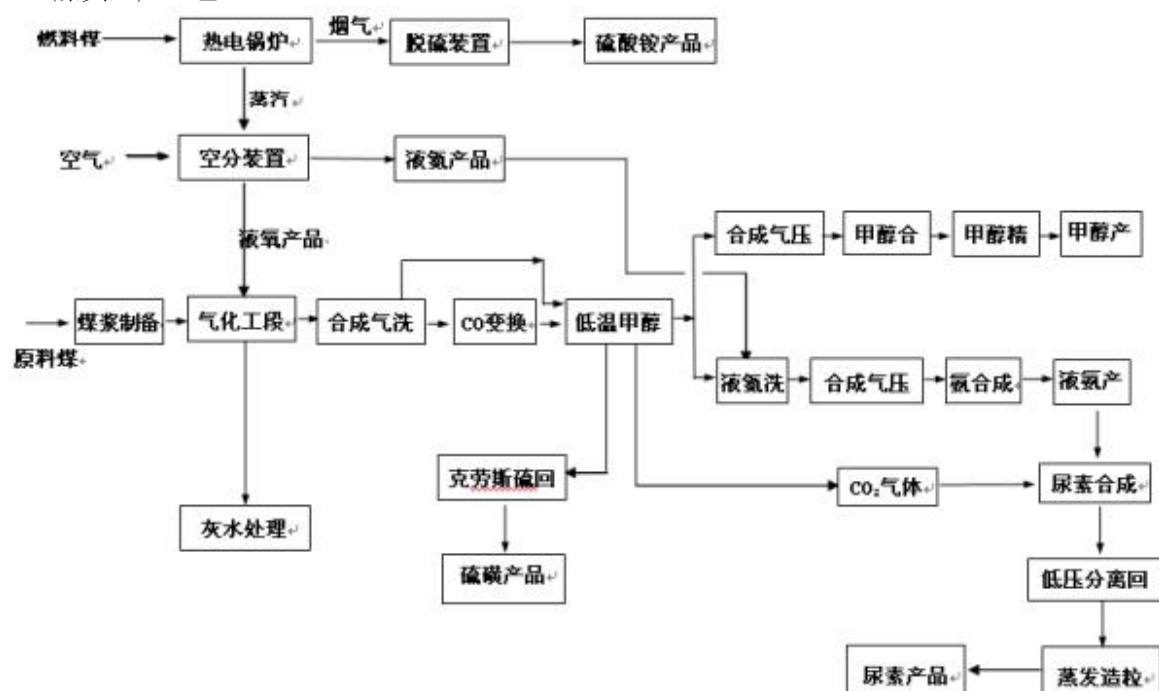 燃料煤
热电锅炉
烟气
脱硫装置
硫酸铵产品
蒸汽
空气
空分装置
液氮产品
液氧产品
合成气压
甲醇合
甲醇精
甲醇产
原料煤
煤浆制备
气化工段
合成气洗
CO变换
低温甲醇
液氮洗
合成气压
氨合成
液氨产
克劳斯硫回
CO₂气体
尿素合成
灰水处理
硫磺产品
低压分离回
尿素产品
蒸发造粒